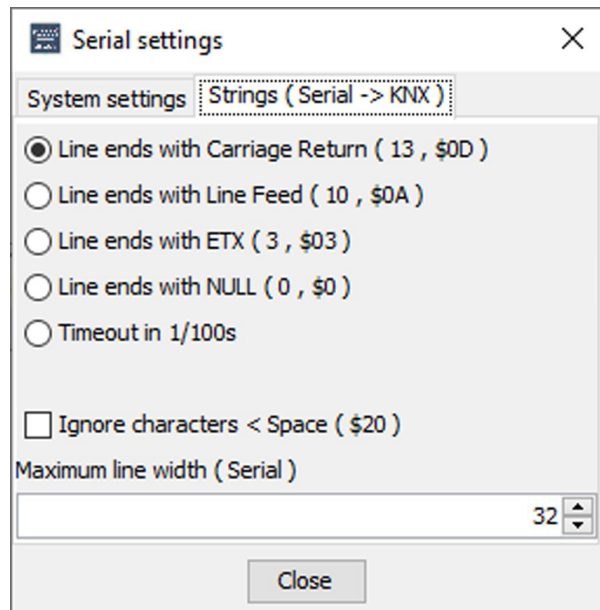 Serial settings
System settings
Strings ( Serial -> KNX )
Line ends with Carriage Return ( 13 , $0D )
Line ends with Line Feed ( 10 , $0A )
Line ends with ETX ( 3 , $03 )
Line ends with NULL ( 0 , $0 )
Timeout in 1/100s
Ignore characters < Space ( $20 )
Maximum line width ( Serial )
32
Close